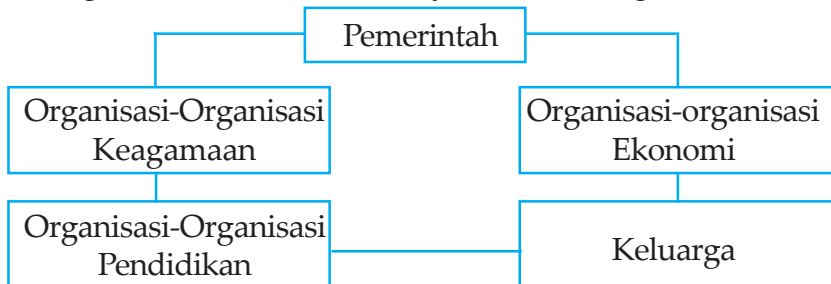 Pemerintah
Organisasi-Organisasi
Keagamaan
Organisasi-organisasi
Ekonomi
Organisasi-Organisasi
Pendidikan
Keluarga